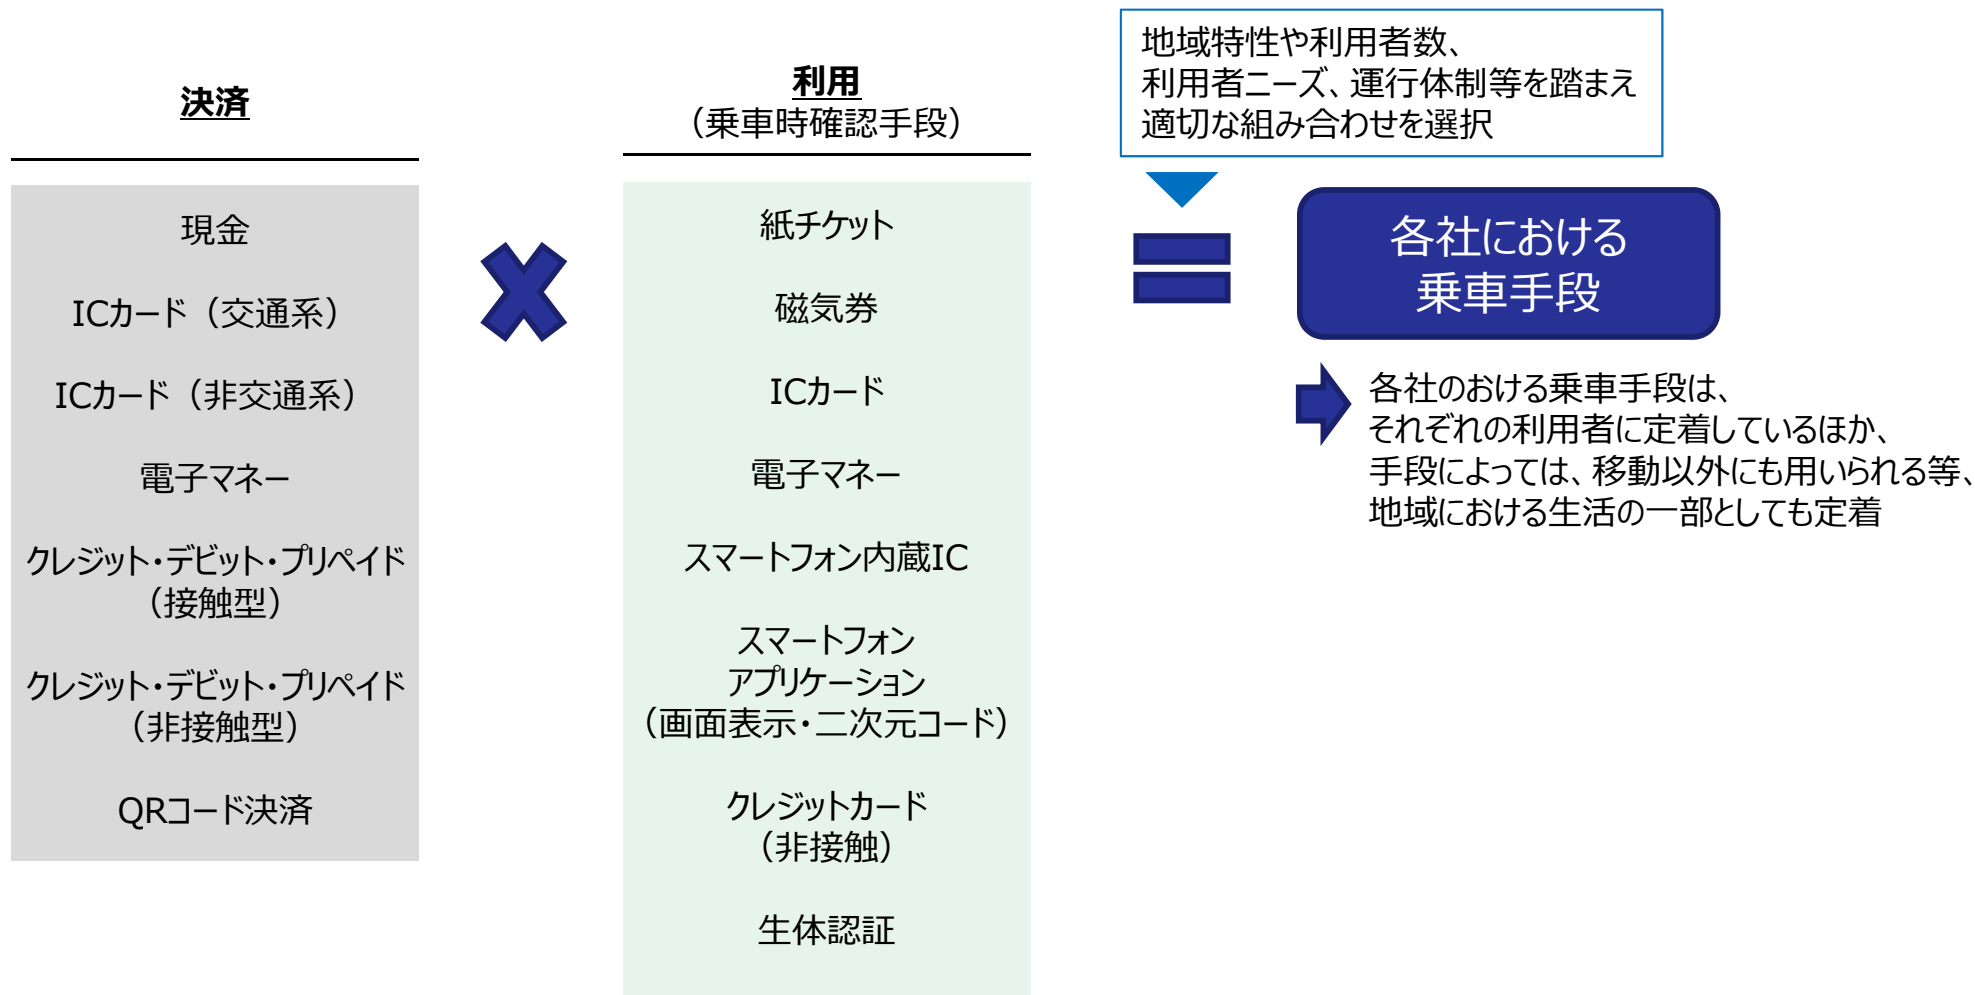 決済
現金
ICカード（交通系）
ICカード（非交通系）
電子マネー
クレジット・デビット・プリペイド
（接触型）
クレジット・デビット・プリペイド
（非接触型）
QRコード決済
利用
（乗車時確認手段）
紙チケット
磁気券
ICカード
電子マネー
スマートフォン内蔵IC
スマートフォン
アプリケーション
（画面表示・二次元コード）
クレジットカード
（非接触）
生体認証
地域特性や利用者数、
利用者ニーズ、運行体制等を踏まえ
適切な組み合わせを選択
各社における
乗車手段
各社のおける乗車手段は、
それぞれの利用者に定着しているほか、
手段によっては、移動以外にも用いられる等、
地域における生活の一部としても定着